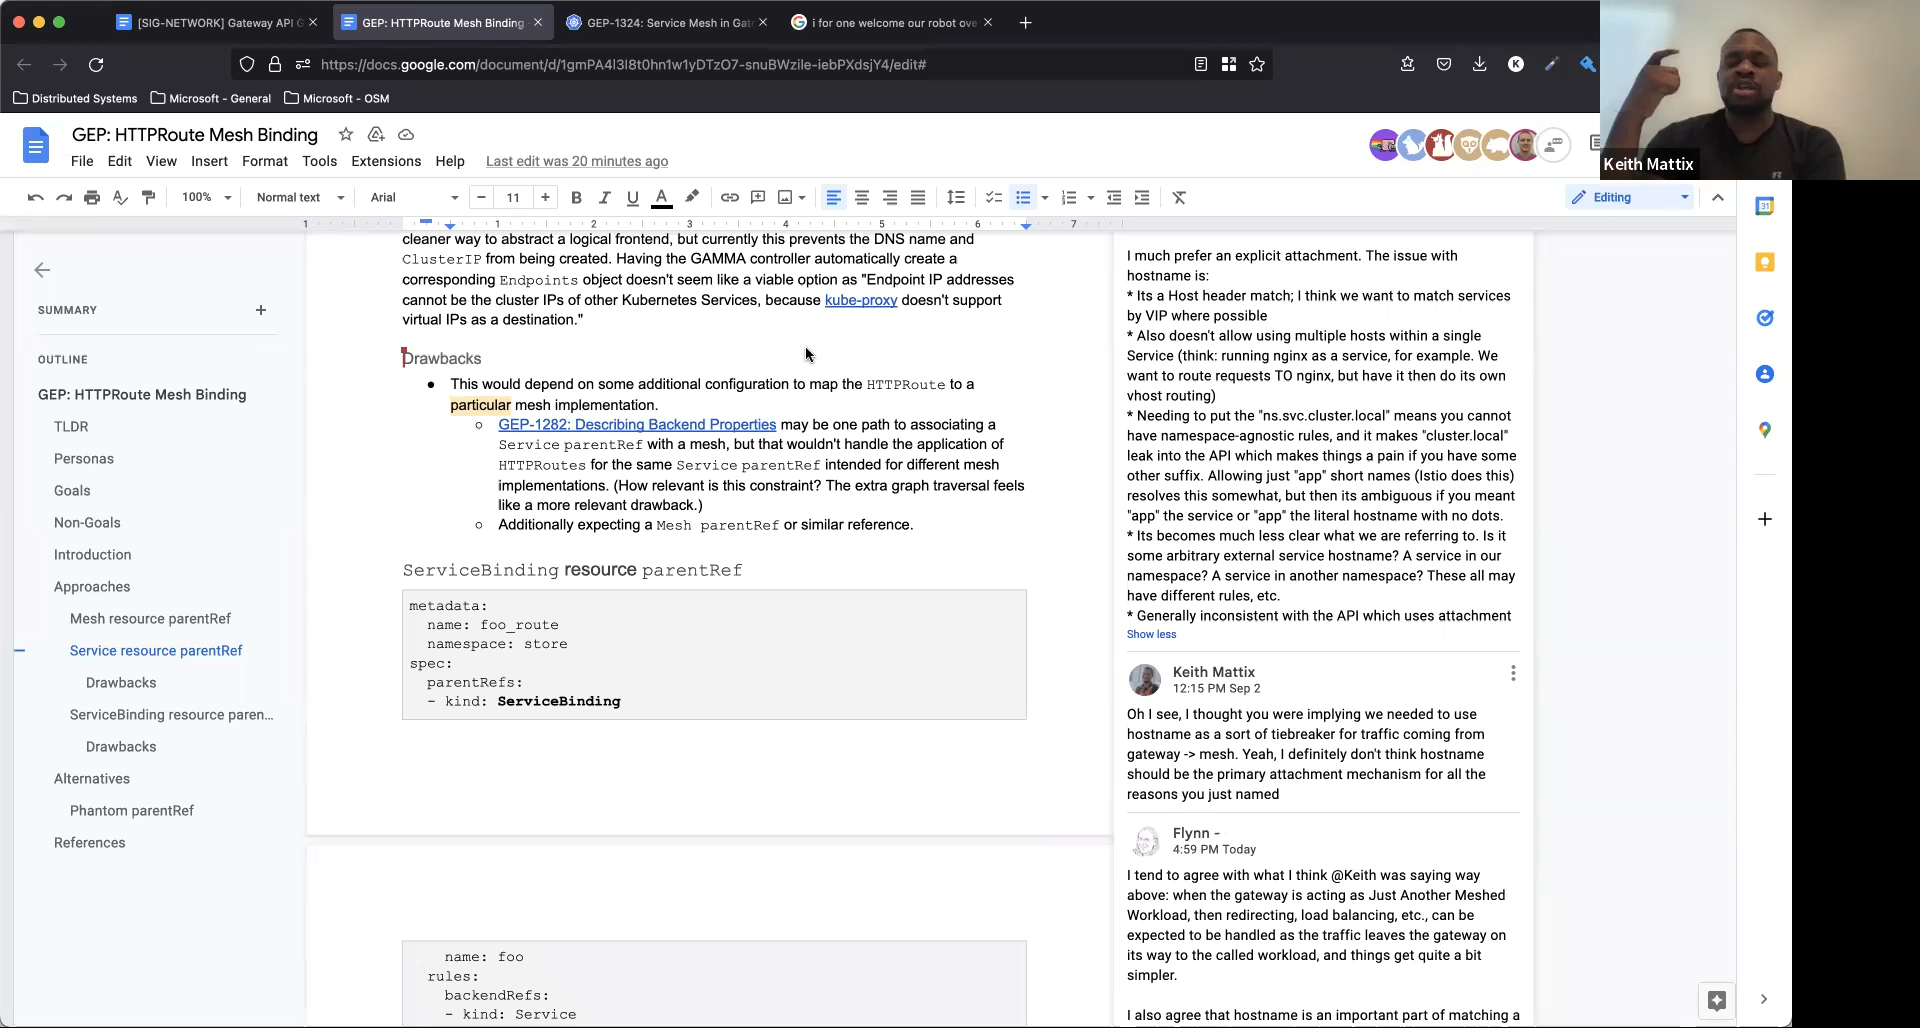 [SIG-NETWORK] Gateway API G
GEP: HTTPRoute Mesh Binding
GEP-1324: Service Mesh in Gat
i for one welcome our robot ove
https://docs.google.com/document/d/1gmPA4l3l8t0hn1w1yDTzO7-snuBWzile-iebPXdsjY4/edit#
Distributed Systems
Microsoft - General
Microsoft - OSM
Keith Mattix
GEP: HTTPRoute Mesh Binding
File Edit View Insert Format Tools Extensions Help Last edit was 20 minutes ago
100% Normal text Arial 11 Editing
1 1 2 3 4 5 6 7
SUMMARY
OUTLINE
GEP: HTTPRoute Mesh Binding
TLDR
Personas
Goals
Non-Goals
Introduction
Approaches
Mesh resource parentRef
Service resource parentRef
Drawbacks
ServiceBinding resource paren...
Drawbacks
Alternatives
Phantom parentRef
References
cleaner way to abstract a logical frontend, but currently this prevents the DNS name and
ClusterIP from being created. Having the GAMMA controller automatically create a
corresponding Endpoints object doesn't seem like a viable option as "Endpoint IP addresses
cannot be the cluster IPs of other Kubernetes Services, because kube-proxy doesn't support
virtual IPs as a destination."
Drawbacks
● This would depend on some additional configuration to map the HTTPRoute to a
particular mesh implementation.
○ GEP-1282: Describing Backend Properties may be one path to associating a
Service parentRef with a mesh, but that wouldn't handle the application of
HTTPRoutes for the same Service parentRef intended for different mesh
implementations. (How relevant is this constraint? The extra graph traversal feels
like a more relevant drawback.)
○ Additionally expecting a Mesh parentRef or similar reference.
ServiceBinding resource parentRef
metadata:
name: foo_route
namespace: store
spec:
parentRefs:
- kind: ServiceBinding
name: foo
rules:
backendRefs:
- kind: Service
I much prefer an explicit attachment. The issue with
hostname is:
* Its a Host header match; I think we want to match services
by VIP where possible
* Also doesn't allow using multiple hosts within a single
Service (think: running nginx as a service, for example. We
want to route requests TO nginx, but have it then do its own
vhost routing)
* Needing to put the "ns.svc.cluster.local" means you cannot
have namespace-agnostic rules, and it makes "cluster.local"
leak into the API which makes things a pain if you have some
other suffix. Allowing just "app" short names (Istio does this)
resolves this somewhat, but then its ambiguous if you meant
"app" the service or "app" the literal hostname with no dots.
* Its becomes much less clear what we are referring to. Is it
some arbitrary external service hostname? A service in our
namespace? A service in another namespace? These all may
have different rules, etc.
* Generally inconsistent with the API which uses attachment
Show less
Keith Mattix
12:15 PM Sep 2
Oh I see, I thought you were implying we needed to use
hostname as a sort of tiebreaker for traffic coming from
gateway -> mesh. Yeah, I definitely don't think hostname
should be the primary attachment mechanism for all the
reasons you just named
Flynn -
4:59 PM Today
I tend to agree with what I think @Keith was saying way
above: when the gateway is acting as Just Another Meshed
Workload, then redirecting, load balancing, etc., can be
expected to be handled as the traffic leaves the gateway on
its way to the called workload, and things get quite a bit
simpler.
I also agree that hostname is an important part of matching a